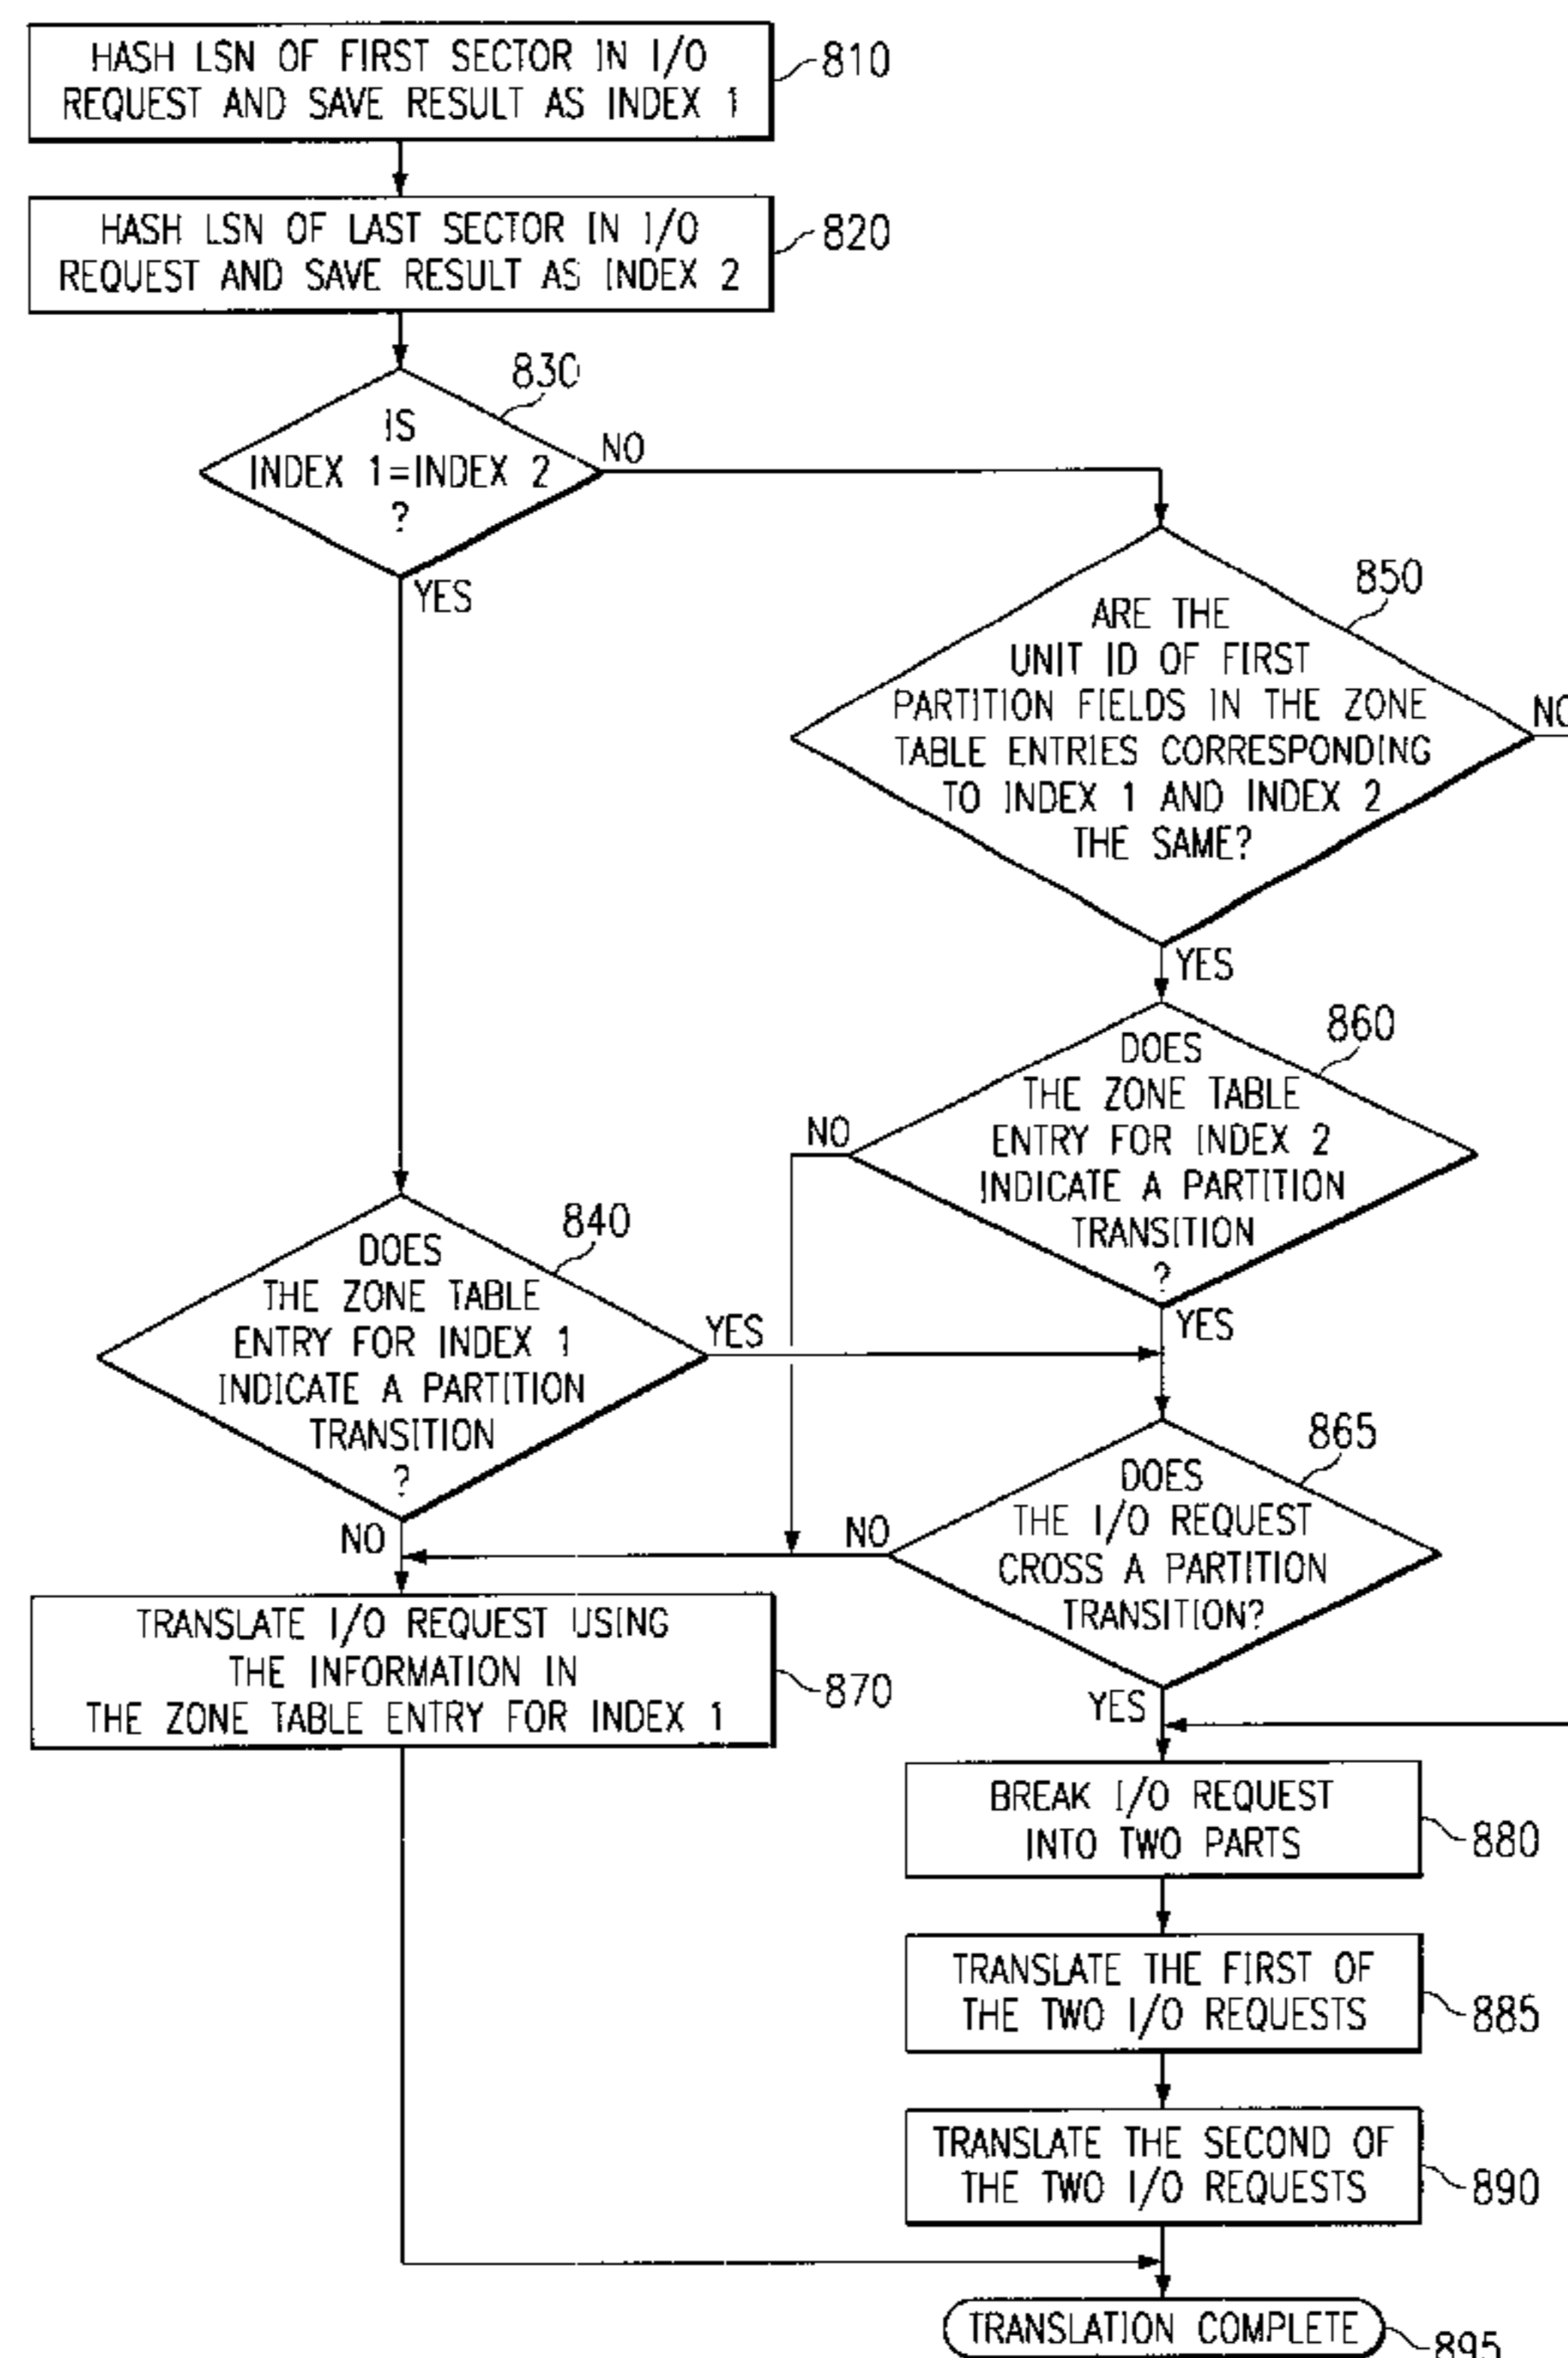 HASH LSN OF FIRST SECTOR IN I/O
REQUEST AND SAVE RESULT AS INDEX 1
810
HASH LSN OF LAST SECTOR IN I/O
REQUEST AND SAVE RESULT AS INDEX 2
820
830
IS
INDEX 1=INDEX 2
?
NO
YES
850
ARE THE
UNIT ID OF FIRST
PARTITION FIELDS IN THE ZONE
TABLE ENTRIES CORRESPONDING
TO INDEX 1 AND INDEX 2
THE SAME?
NO
YES
860
DOES
THE ZONE TABLE
ENTRY FOR INDEX 2
INDICATE A PARTITION
TRANSITION
?
NO
YES
840
DOES
THE ZONE TABLE
ENTRY FOR INDEX 1
INDICATE A PARTITION
TRANSITION
?
YES
NO
865
DOES
THE I/O REQUEST
CROSS A PARTITION
TRANSITION?
NO
YES
TRANSLATE I/O REQUEST USING
THE INFORMATION IN
THE ZONE TABLE ENTRY FOR INDEX 1
870
BREAK I/O REQUEST
INTO TWO PARTS
880
TRANSLATE THE FIRST OF
THE TWO I/O REQUESTS
885
TRANSLATE THE SECOND OF
THE TWO I/O REQUESTS
890
TRANSLATION COMPLETE
895